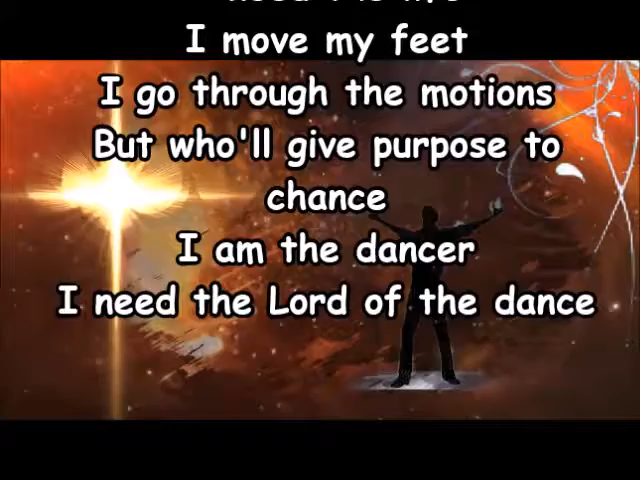 I move my feet
I go through the motions
But who'll give purpose to
chance
I am the dancer
I need the Lord of the dance